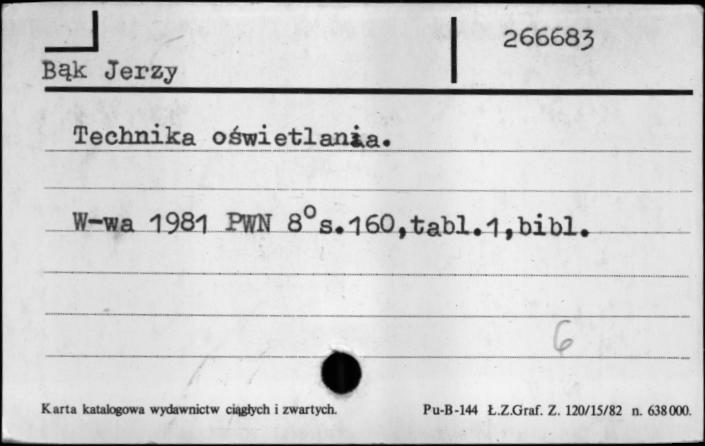 266683
Bąk Jerzy
Technika oświetlania.
W-wa 1981 PWN 8° s.160,tabl.1,bibl.
6
Karta katalogowa wydawnictw ciągłych i zwartych. Pu-B-144 Ł.Z.Graf. Z. 120/15/82 n. 638000.